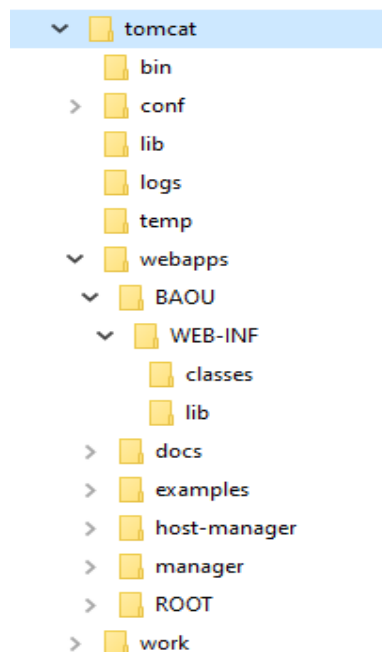 tomcat
bin
conf
lib
logs
temp
webapps
BAOU
WEB-INF
classes
lib
docs
examples
host-manager
manager
ROOT
work